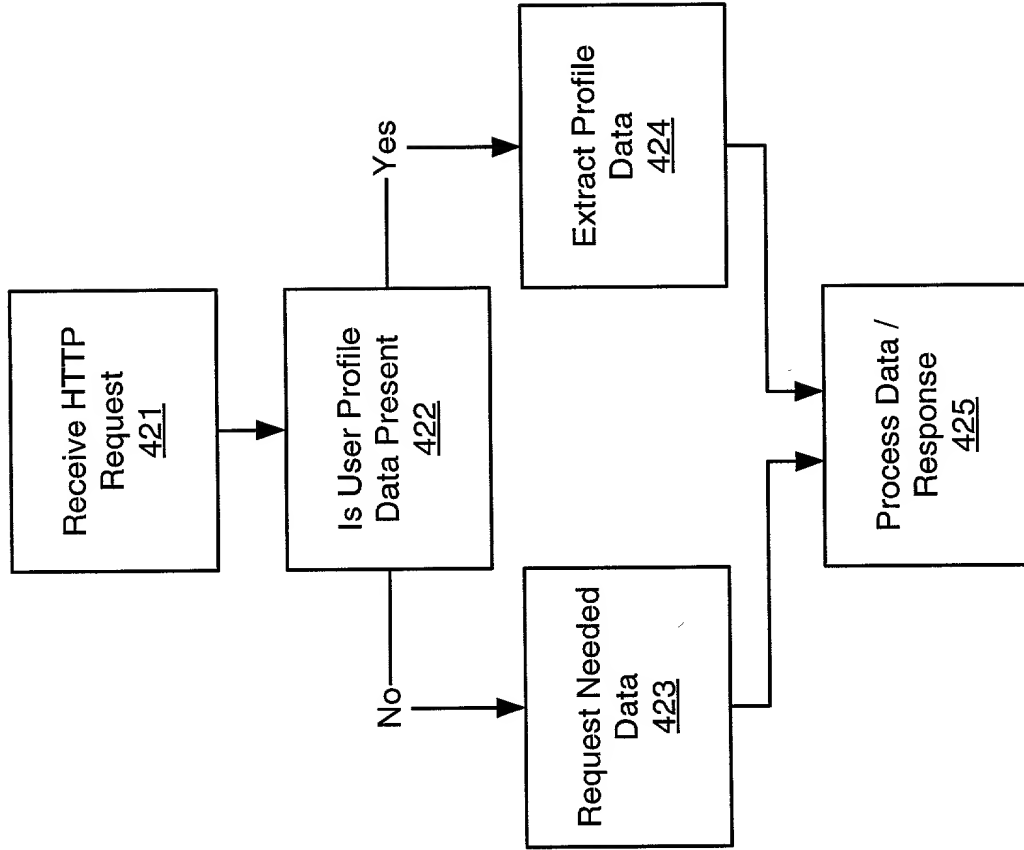 Receive HTTP
Request
421
Is User Profile
Data Present
422
No
Yes
Request Needed
Data
423
Extract Profile
Data
424
Process Data /
Response
425